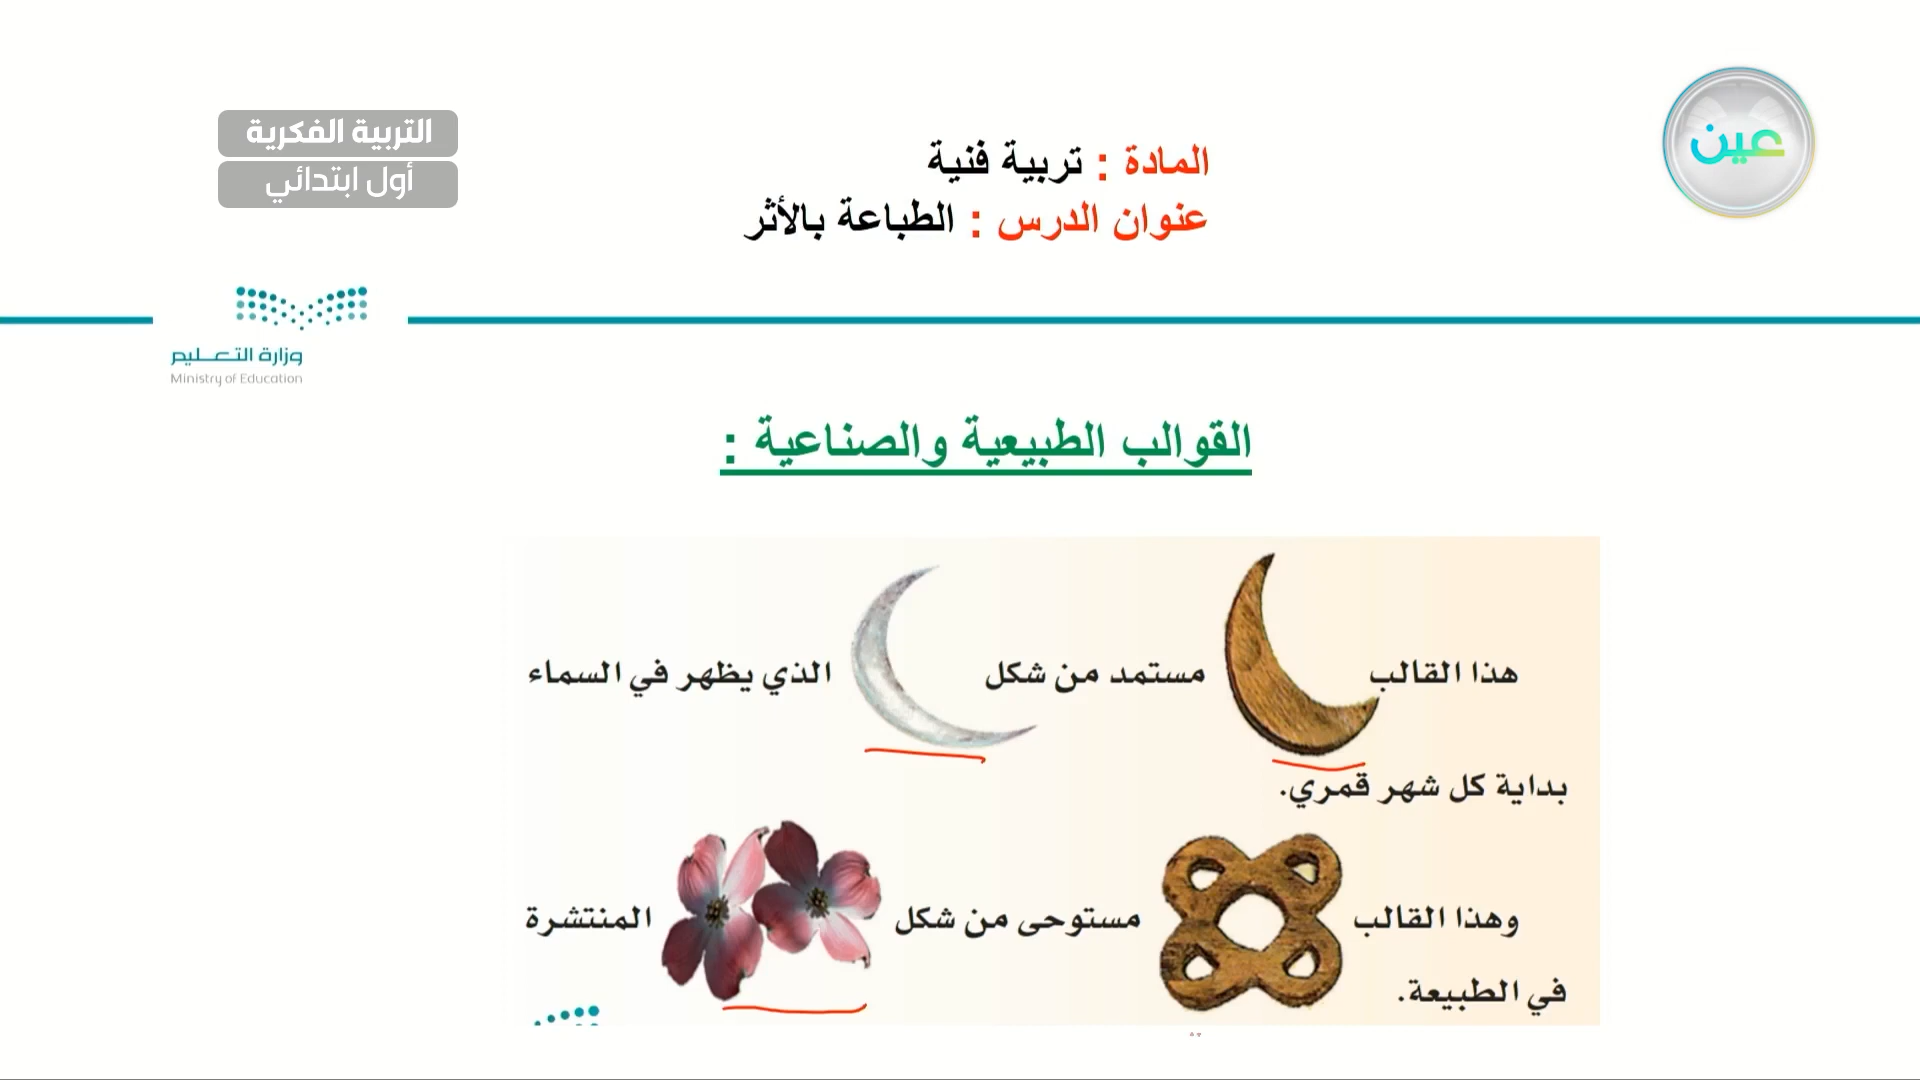 عين
المادة : تربية فنية
عنوان الدرس : الطباعة بالأثر
التربية الفكرية
أول ابتدائي
وزارة التعليم
Ministry of Education
القوالب الطبيعية والصناعية :
هذا القالب مستمد من شكل الذي يظهر في السماء
بداية كل شهر قمري.
وهذا القالب مستوحى من شكل المنتشرة
في الطبيعة.